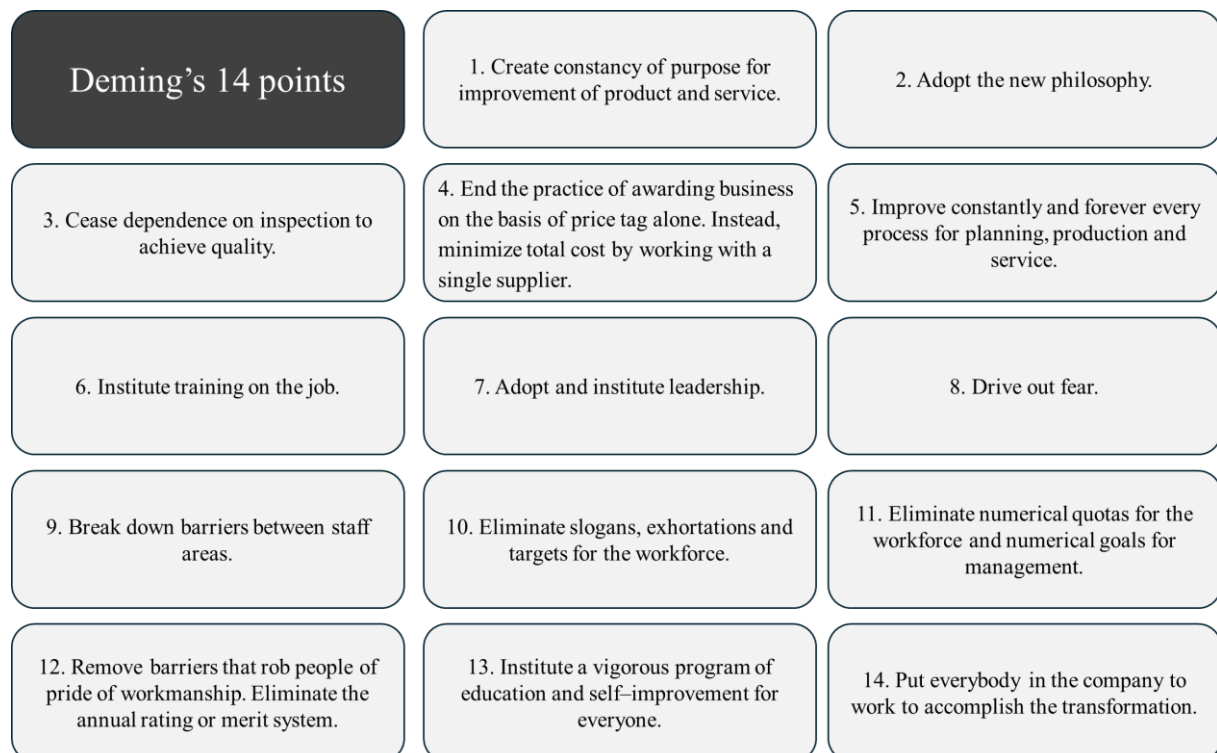 Deming’s 14 points
1. Create constancy of purpose for
improvement of product and service.
2. Adopt the new philosophy.
3. Cease dependence on inspection to
achieve quality.
4. End the practice of awarding business
on the basis of price tag alone. Instead,
minimize total cost by working with a
single supplier.
5. Improve constantly and forever every
process for planning, production and
service.
6. Institute training on the job.
7. Adopt and institute leadership.
8. Drive out fear.
9. Break down barriers between staff
areas.
10. Eliminate slogans, exhortations and
targets for the workforce.
11. Eliminate numerical quotas for the
workforce and numerical goals for
management.
12. Remove barriers that rob people of
pride of workmanship. Eliminate the
annual rating or merit system.
13. Institute a vigorous program of
education and self–improvement for
everyone.
14. Put everybody in the company to
work to accomplish the transformation.